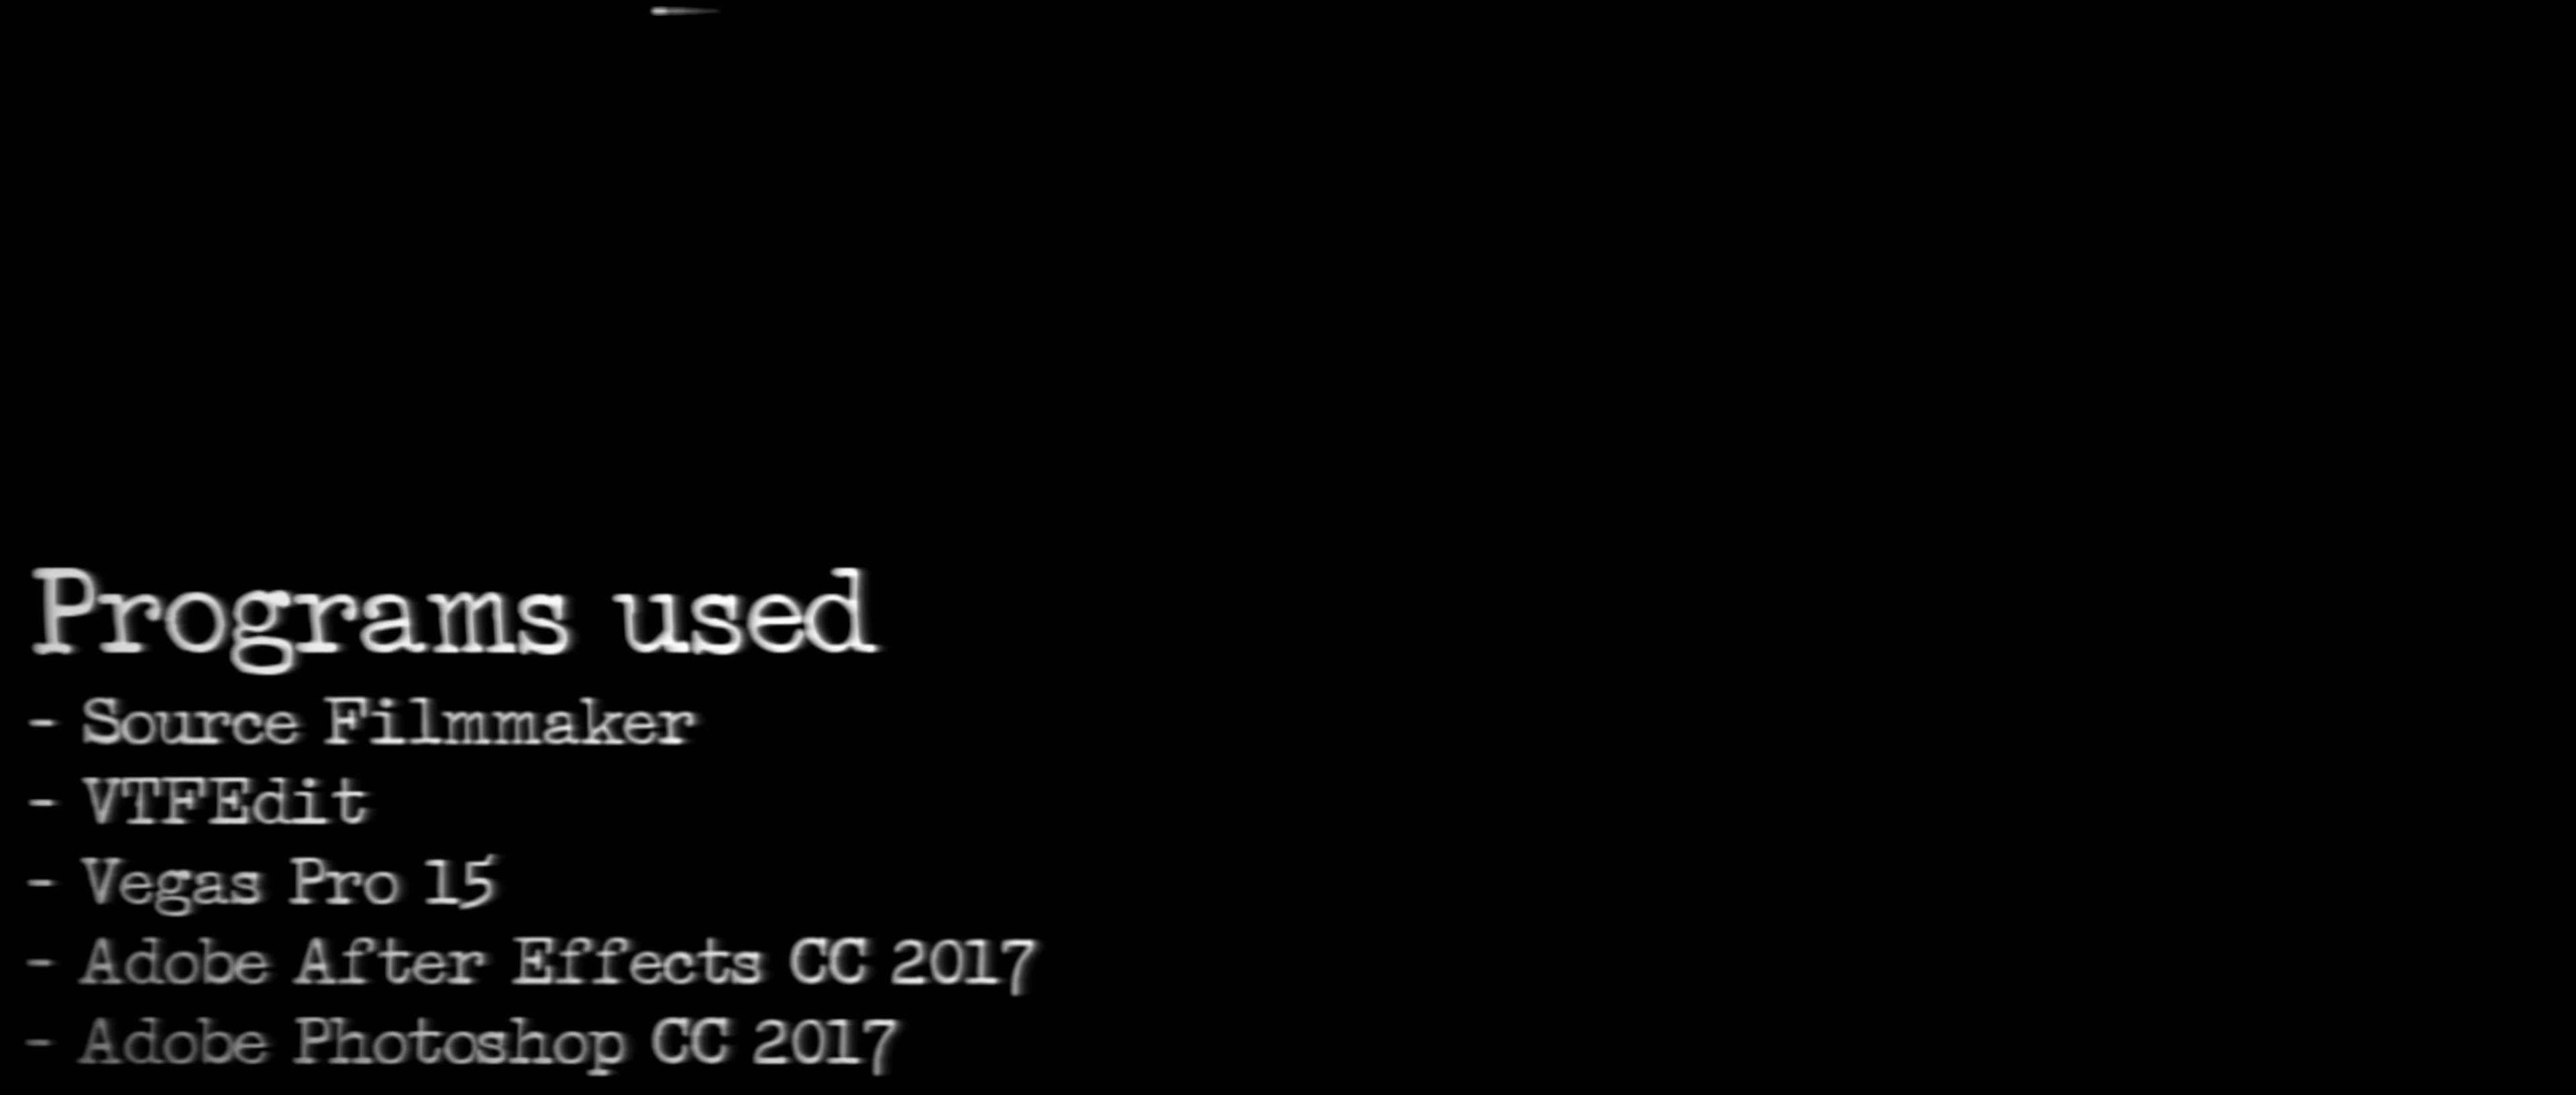 Programs used
- Source Filmmaker
- VTFEdit
- Vegas Pro 15
- Adobe After Effects CC 2017
- Adobe Photoshop CC 2017